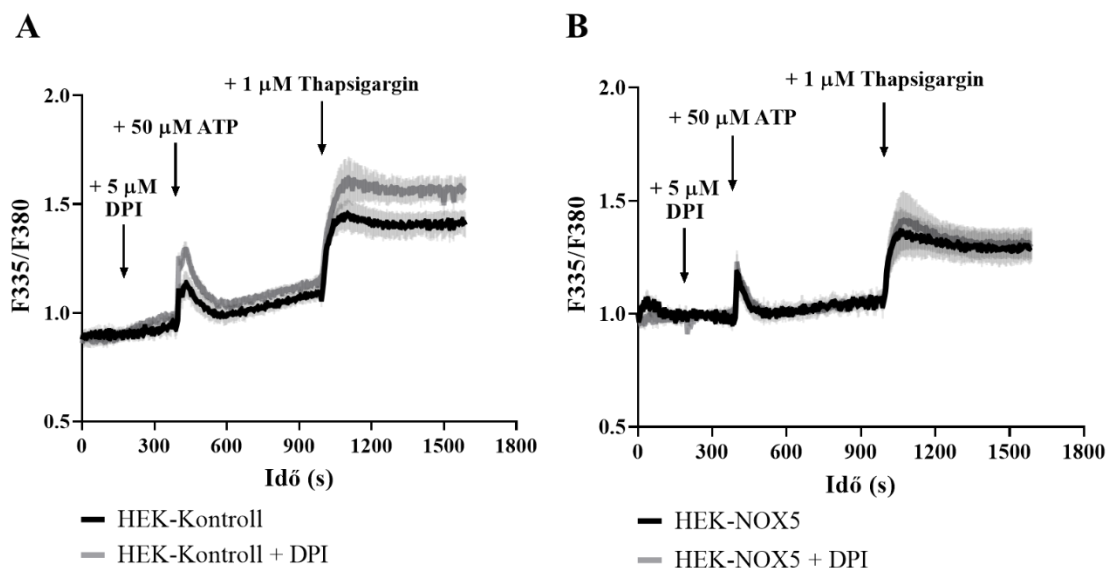 A
+ 1 μM Thapsigargin
+ 50 μM ATP
+ 5 μM
DPI
F335/F380
2.0
1.5
1.0
0.5
0
300
600
900
1200
1500
1800
Idő (s)
HEK-Kontroll
HEK-Kontroll + DPI
B
+ 1 μM Thapsigargin
+ 50 μM ATP
+ 5 μM
DPI
F335/F380
2.0
1.5
1.0
0.5
0
300
600
900
1200
1500
1800
Idő (s)
HEK-NOX5
HEK-NOX5 + DPI